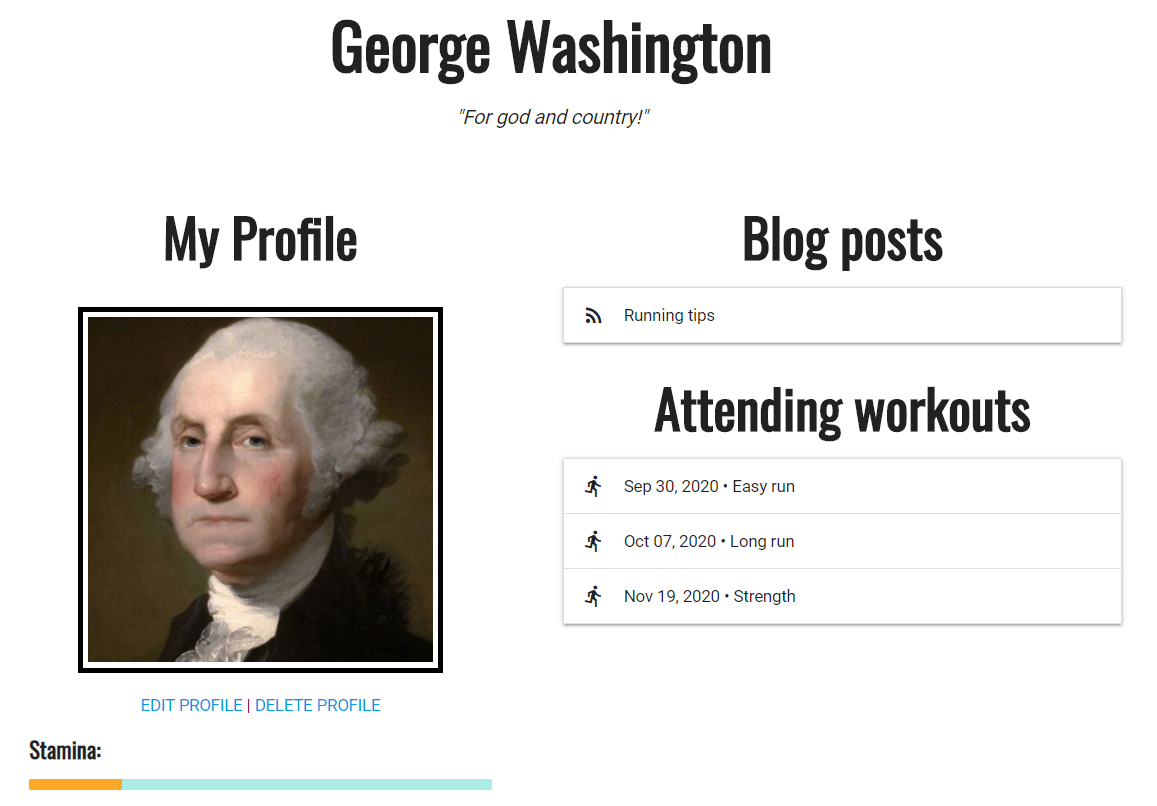 George Washington
"For god and country!"
My Profile
EDIT PROFILE | DELETE PROFILE
Stamina:
Blog posts
Running tips
Attending workouts
Sep 30, 2020 • Easy run
Oct 07, 2020 • Long run
Nov 19, 2020 • Strength